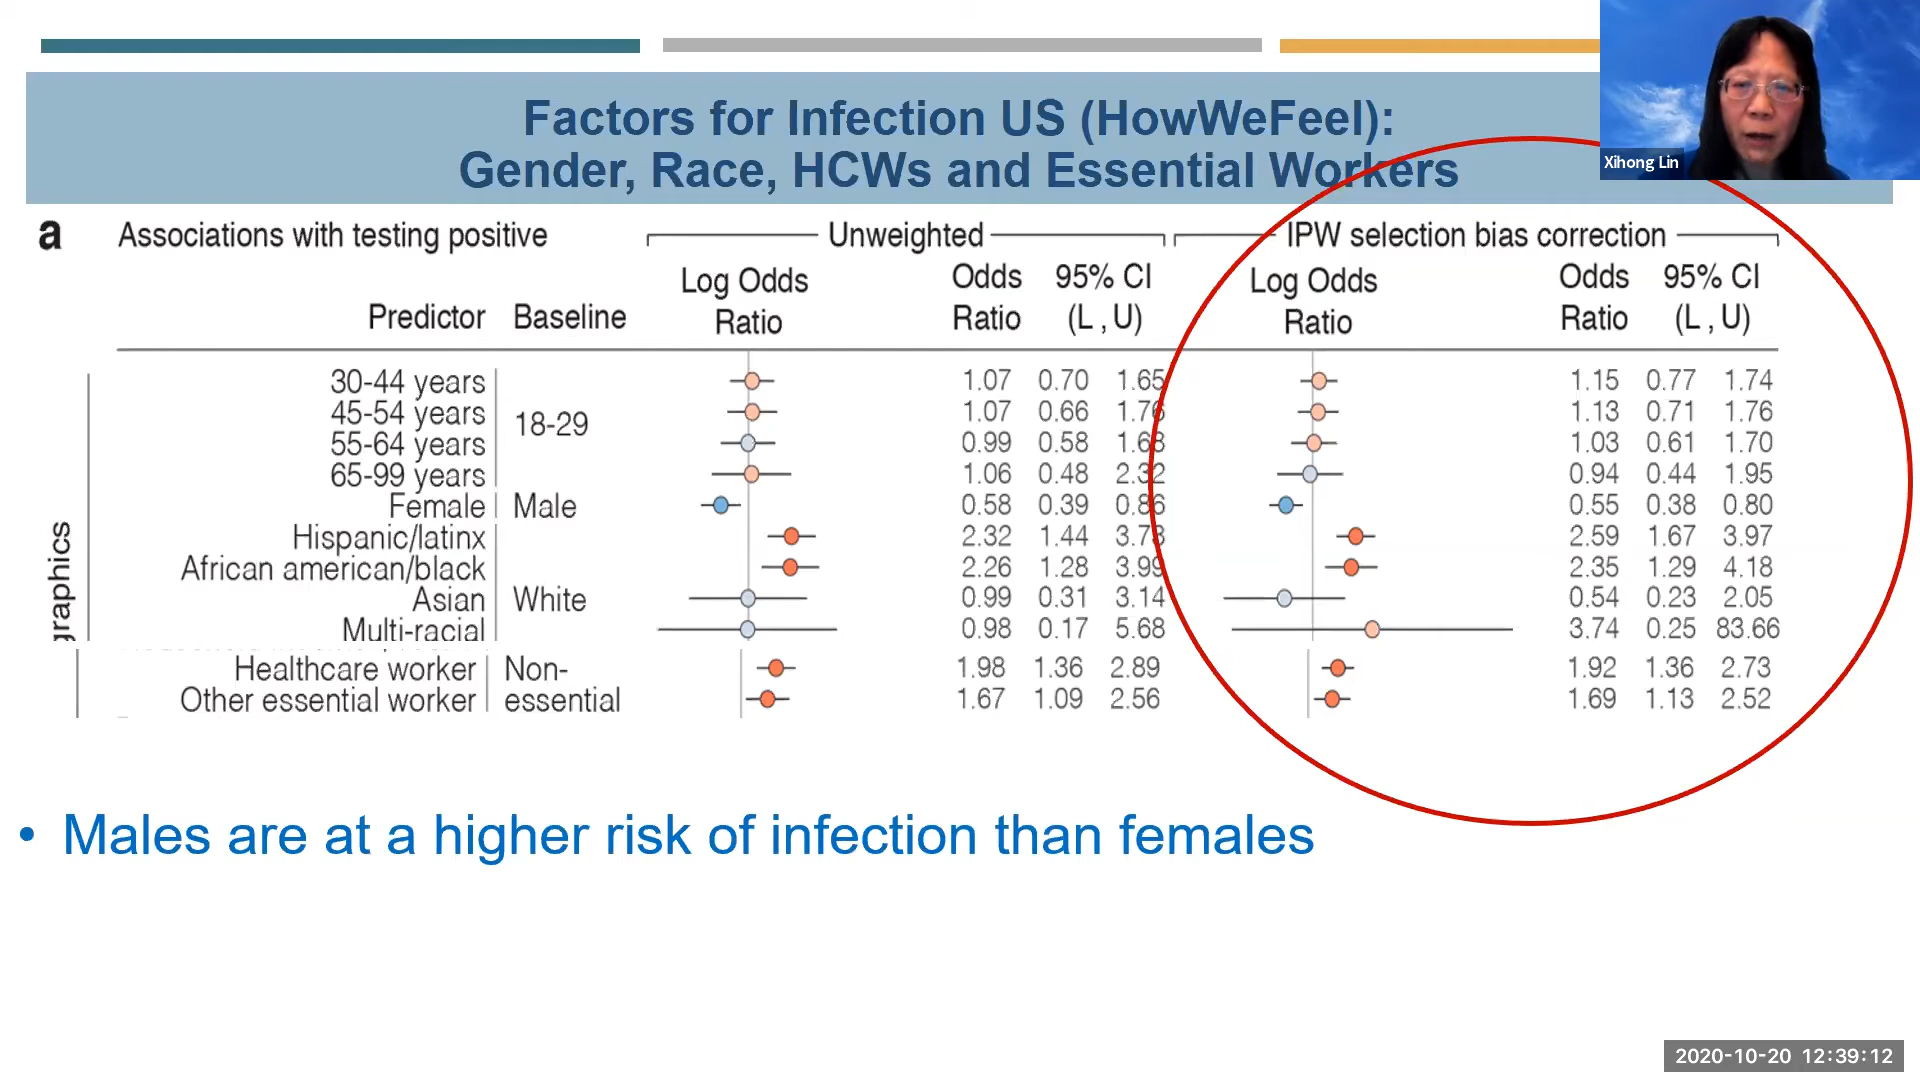 Factors for Infection US (HowWeFeel):
Gender, Race, HCWs and Essential Workers
Xihong Lin
a Associations with testing positive Unweighted IPW selection bias correction
Log Odds Odds 95% CI Log Odds Odds 95% CI
Predictor Baseline Ratio Ratio (L , U) Ratio Ratio (L , U)
30-44 years 1.07 0.70 1.65 1.15 0.77 1.74
45-54 years 1.07 0.66 1.76 1.13 0.71 1.76
18-29
55-64 years 0.99 0.58 1.68 1.03 0.61 1.70
65-99 years 1.06 0.48 2.32 0.94 0.44 1.95
Female Male 0.58 0.39 0.86 0.55 0.38 0.80
Hispanic/latinx 2.32 1.44 3.73 2.59 1.67 3.97
African american/black 2.26 1.28 3.99 2.35 1.29 4.18
Asian White 0.99 0.31 3.14 0.54 0.23 2.05
Multi-racial 0.98 0.17 5.68 3.74 0.25 83.66
graphics
Healthcare worker Non- 1.98 1.36 2.89 1.92 1.36 2.73
Other essential worker essential 1.67 1.09 2.56 1.69 1.13 2.52
• Males are at a higher risk of infection than females
2020-10-20 12:39:12